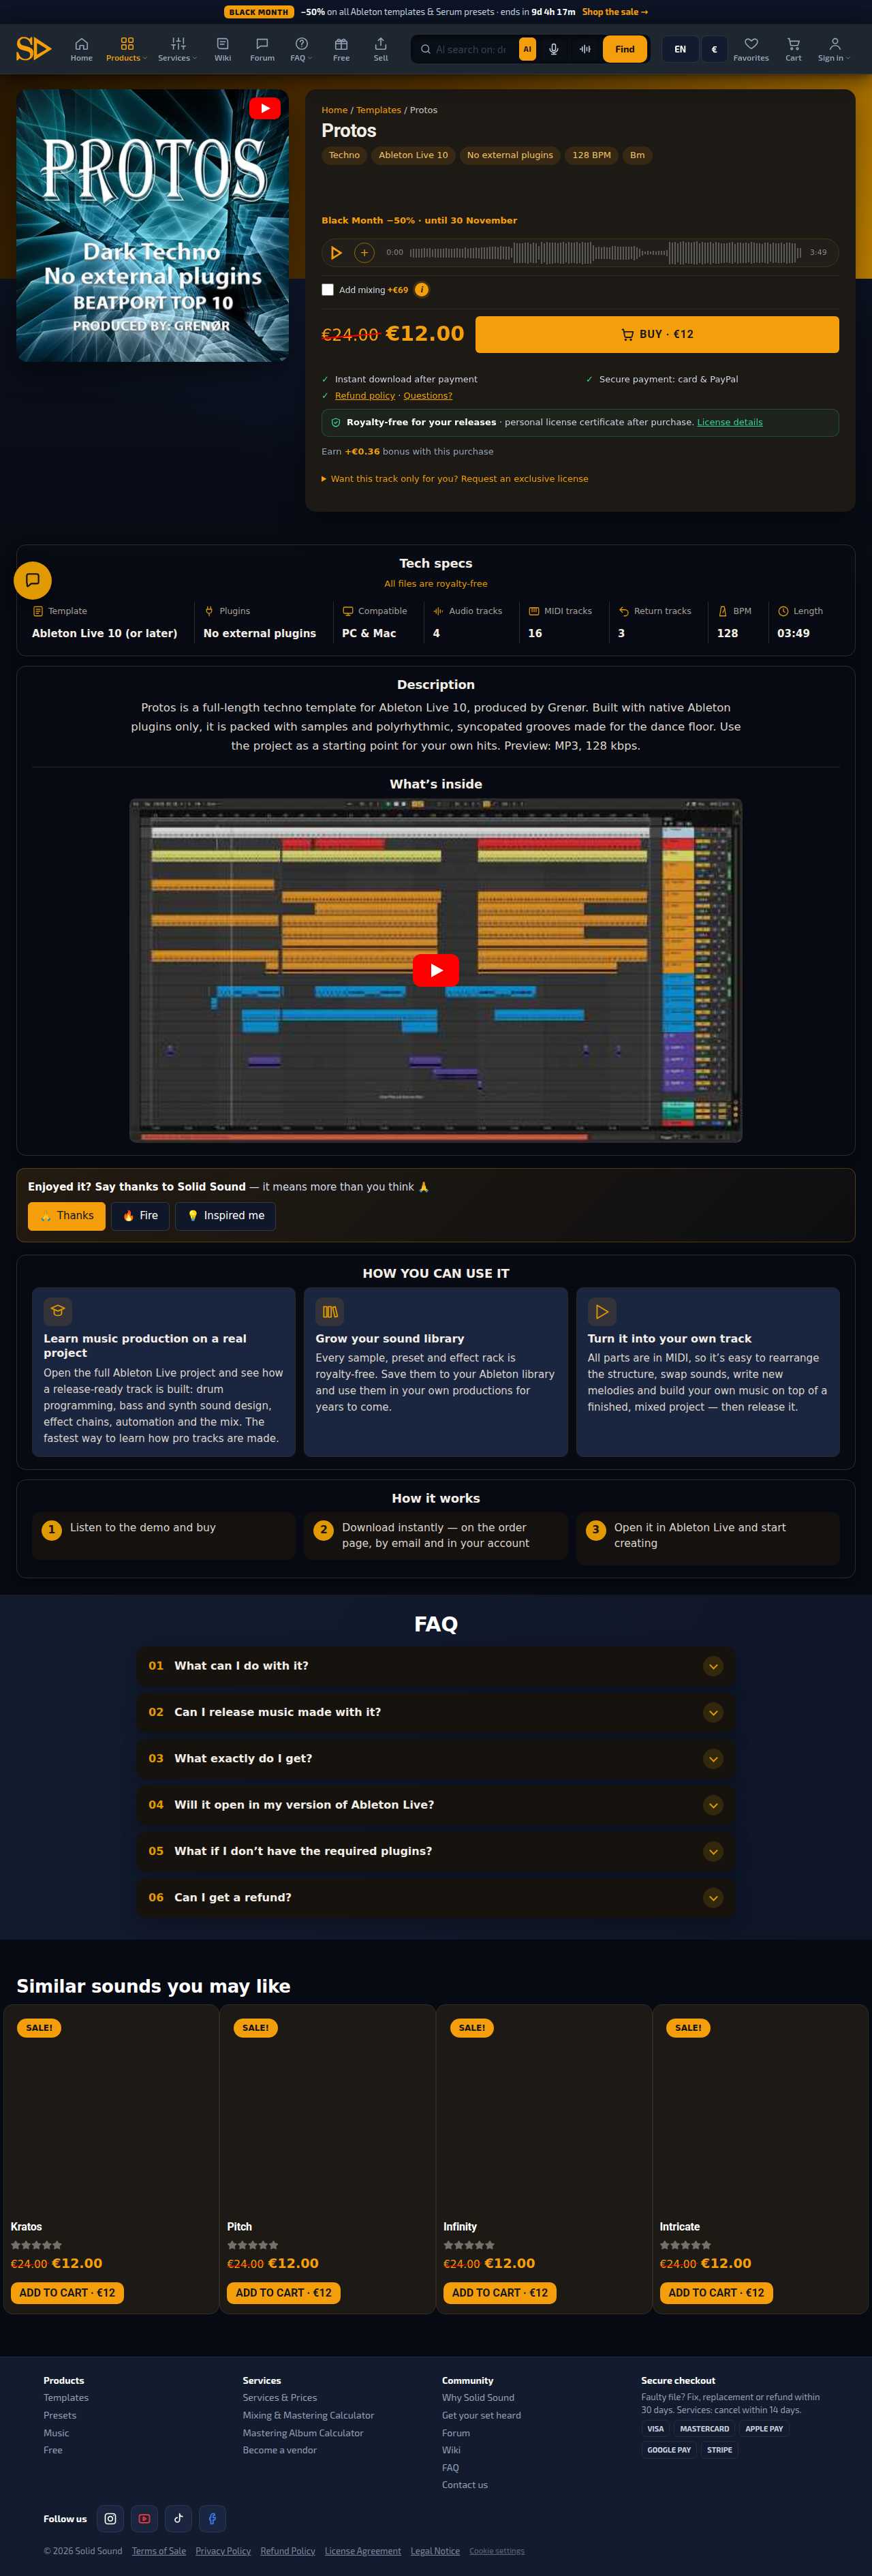 BLACK MONTH −50% on all Ableton templates & Serum presets · ends in 9d 4h 17m Shop the sale →
Home
Products
Services
Wiki
Forum
FAQ
Free
Sell
AI search on: d
AI
Find
EN
€
Favorites
Cart
Sign in
PROTOS
Dark Techno
No external plugins
BEATPORT TOP 10
PRODUCED BY: GRENØR
Home / Templates / Protos
Protos
Techno
Ableton Live 10
No external plugins
128 BPM
Bm
Black Month −50% · until 30 November
0:00
3:49
Add mixing +€69 i
€24.00 €12.00
BUY · €12
✓ Instant download after payment
✓ Secure payment: card & PayPal
✓ Refund policy · Questions?
Royalty-free for your releases · personal license certificate after purchase. License details
Earn +€0.36 bonus with this purchase
Want this track only for you? Request an exclusive license
Tech specs
All files are royalty-free
Template
Ableton Live 10 (or later)
Plugins
No external plugins
Compatible
PC & Mac
Audio tracks
4
MIDI tracks
16
Return tracks
3
BPM
128
Length
03:49
Description
Protos is a full-length techno template for Ableton Live 10, produced by Grenør. Built with native Ableton
plugins only, it is packed with samples and polyrhythmic, syncopated grooves made for the dance floor. Use
the project as a starting point for your own hits. Preview: MP3, 128 kbps.
What's inside
Enjoyed it? Say thanks to Solid Sound — it means more than you think 🙏
🙏 Thanks
🔥 Fire
💡 Inspired me
HOW YOU CAN USE IT
Learn music production on a real
project
Open the full Ableton Live project and see how
a release-ready track is built: drum
programming, bass and synth sound design,
effect chains, automation and the mix. The
fastest way to learn how pro tracks are made.
Grow your sound library
Every sample, preset and effect rack is
royalty-free. Save them to your Ableton library
and use them in your own productions for
years to come.
Turn it into your own track
All parts are in MIDI, so it's easy to rearrange
the structure, swap sounds, write new
melodies and build your own music on top of a
finished, mixed project — then release it.
How it works
1 Listen to the demo and buy
2 Download instantly — on the order
page, by email and in your account
3 Open it in Ableton Live and start
creating
FAQ
01 What can I do with it?
02 Can I release music made with it?
03 What exactly do I get?
04 Will it open in my version of Ableton Live?
05 What if I don't have the required plugins?
06 Can I get a refund?
Similar sounds you may like
SALE!
SALE!
SALE!
SALE!
Kratos
€24.00 €12.00
ADD TO CART · €12
Pitch
€24.00 €12.00
ADD TO CART · €12
Infinity
€24.00 €12.00
ADD TO CART · €12
Intricate
€24.00 €12.00
ADD TO CART · €12
Products
Templates
Presets
Music
Free
Services
Services & Prices
Mixing & Mastering Calculator
Mastering Album Calculator
Become a vendor
Community
Why Solid Sound
Get your set heard
Forum
Wiki
FAQ
Contact us
Secure checkout
Faulty file? Fix, replacement or refund within
30 days. Services: cancel within 14 days.
VISA
MASTERCARD
APPLE PAY
GOOGLE PAY
STRIPE
Follow us
© 2026 Solid Sound Terms of Sale Privacy Policy Refund Policy License Agreement Legal Notice Cookie settings